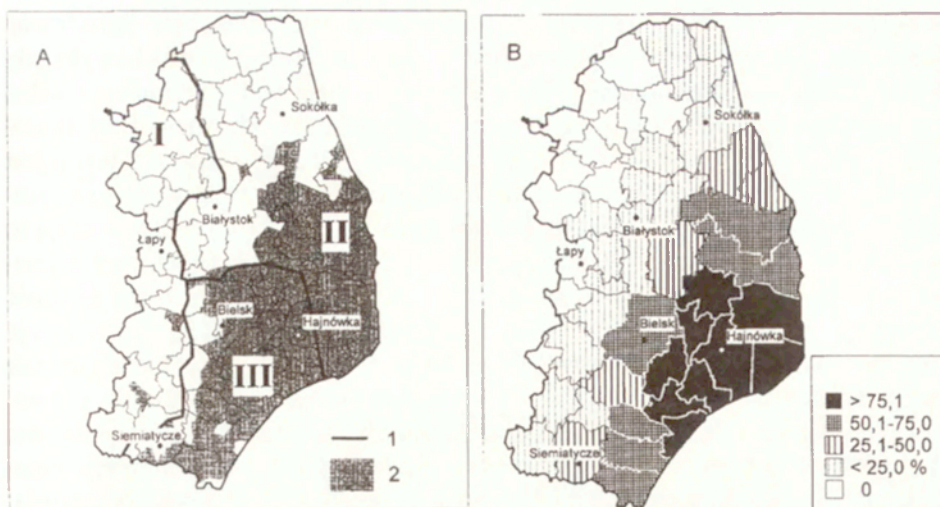 A
I
Sokółka
Białystok
II
Łapy
Bielsk
Hajnówka
III
Siemiatycze
1
2
B
Sokółka
Białystok
Łapy
Bielsk
Hajnówka
Siemiatycze
> 75,1
50,1-75,0
25,1-50,0
< 25,0 %
0